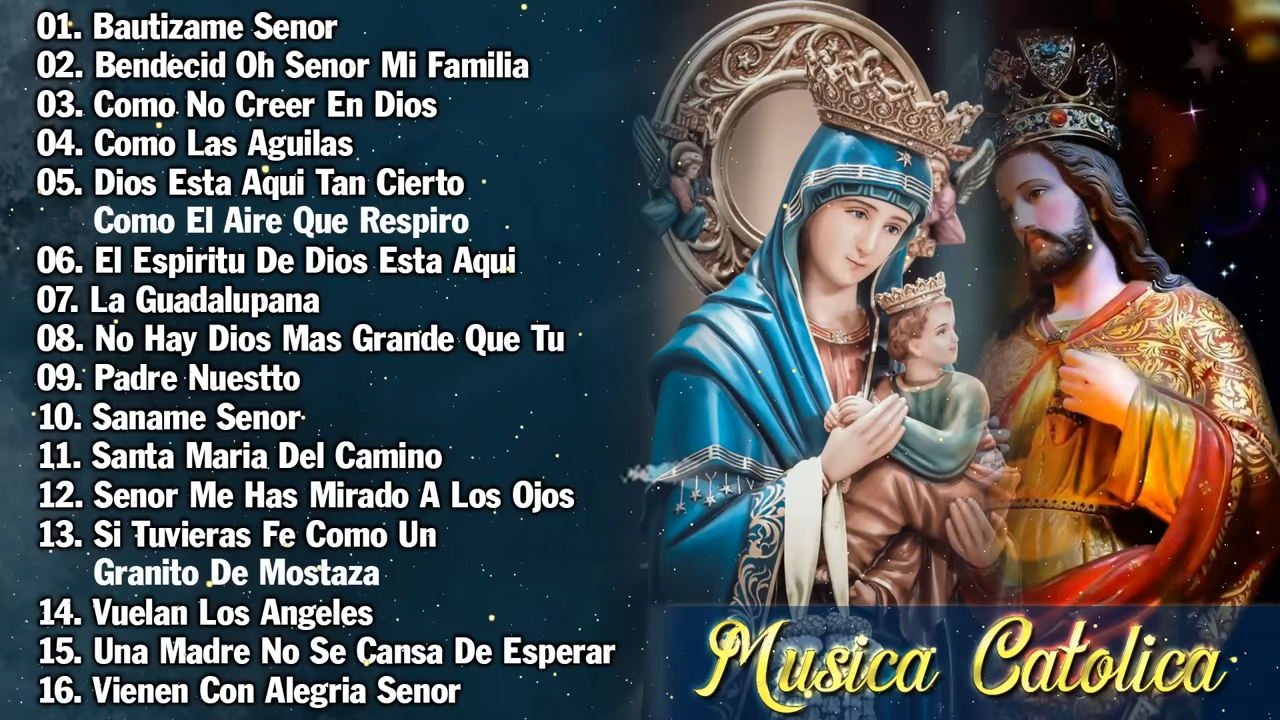 01. Bautizame Senor
02. Bendecid Oh Senor Mi Familia
03. Como No Creer En Dios
04. Como Las Aguilas
05. Dios Esta Aqui Tan Cierto
Como El Aire Que Respiro
06. El Espiritu De Dios Esta Aqui
07. La Guadalupana
08. No Hay Dios Mas Grande Que Tu
09. Padre Nuestto
10. Saname Senor
11. Santa Maria Del Camino
12. Senor Me Has Mirado A Los Ojos
13. Si Tuvieras Fe Como Un
Granito De Mostaza
14. Vuelan Los Angeles
15. Una Madre No Se Cansa De Esperar
16. Vienen Con Alegria Senor
Musica Catolica